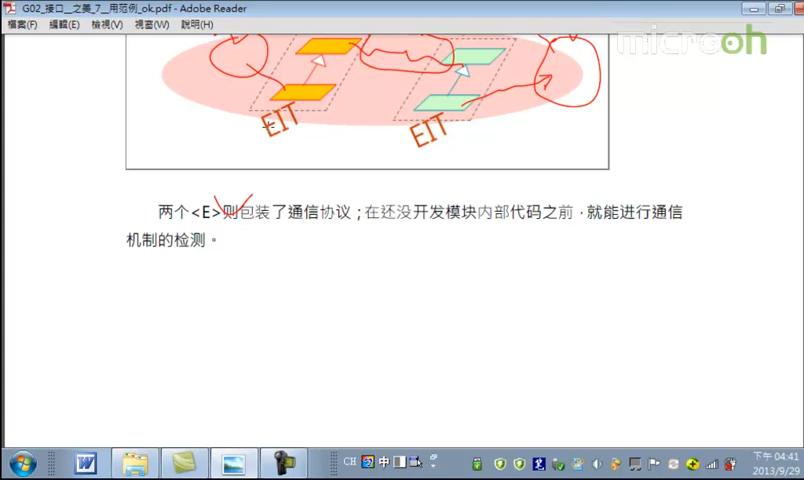 G02_接口__之美_7__用范例_ok.pdf - Adobe Reader
檔案(F) 編輯(E) 檢視(V) 視窗(W) 說明(H)
microoh
EIT
EIT
两个<E>则包装了通信协议；在还没开发模块内部代码之前，就能进行通信
机制的检测。
CH 中
下午 04:41
2013/9/29